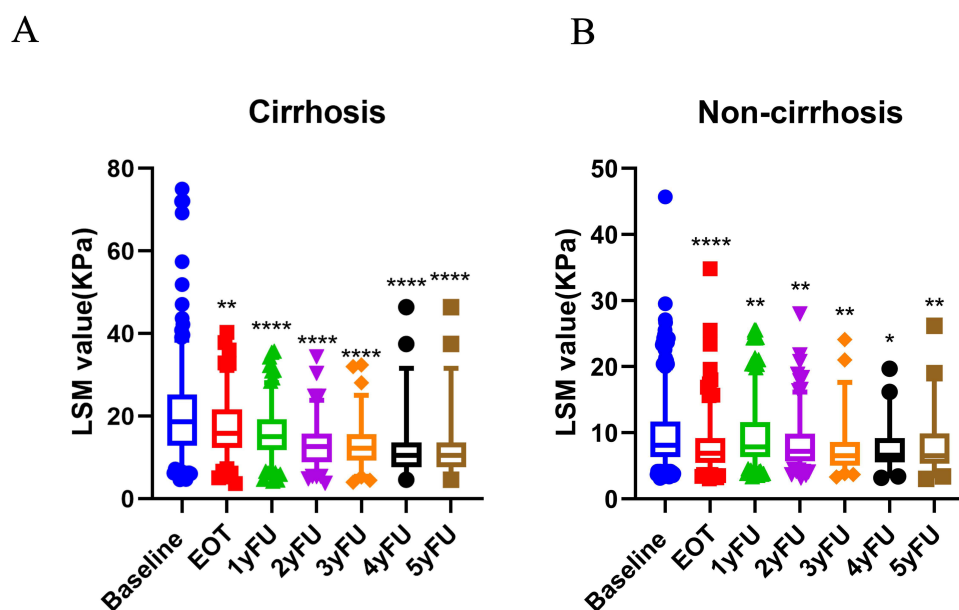 A
B
Cirrhosis
Non-cirrhosis
LSM value(KPa)
80
60
40
20
0
**
****
****
****
****
****
Baseline
EOT
1yFU
2yFU
3yFU
4yFU
5yFU
LSM value(KPa)
50
40
30
20
10
0
****
**
**
**
*
**
Baseline
EOT
1yFU
2yFU
3yFU
4yFU
5yFU